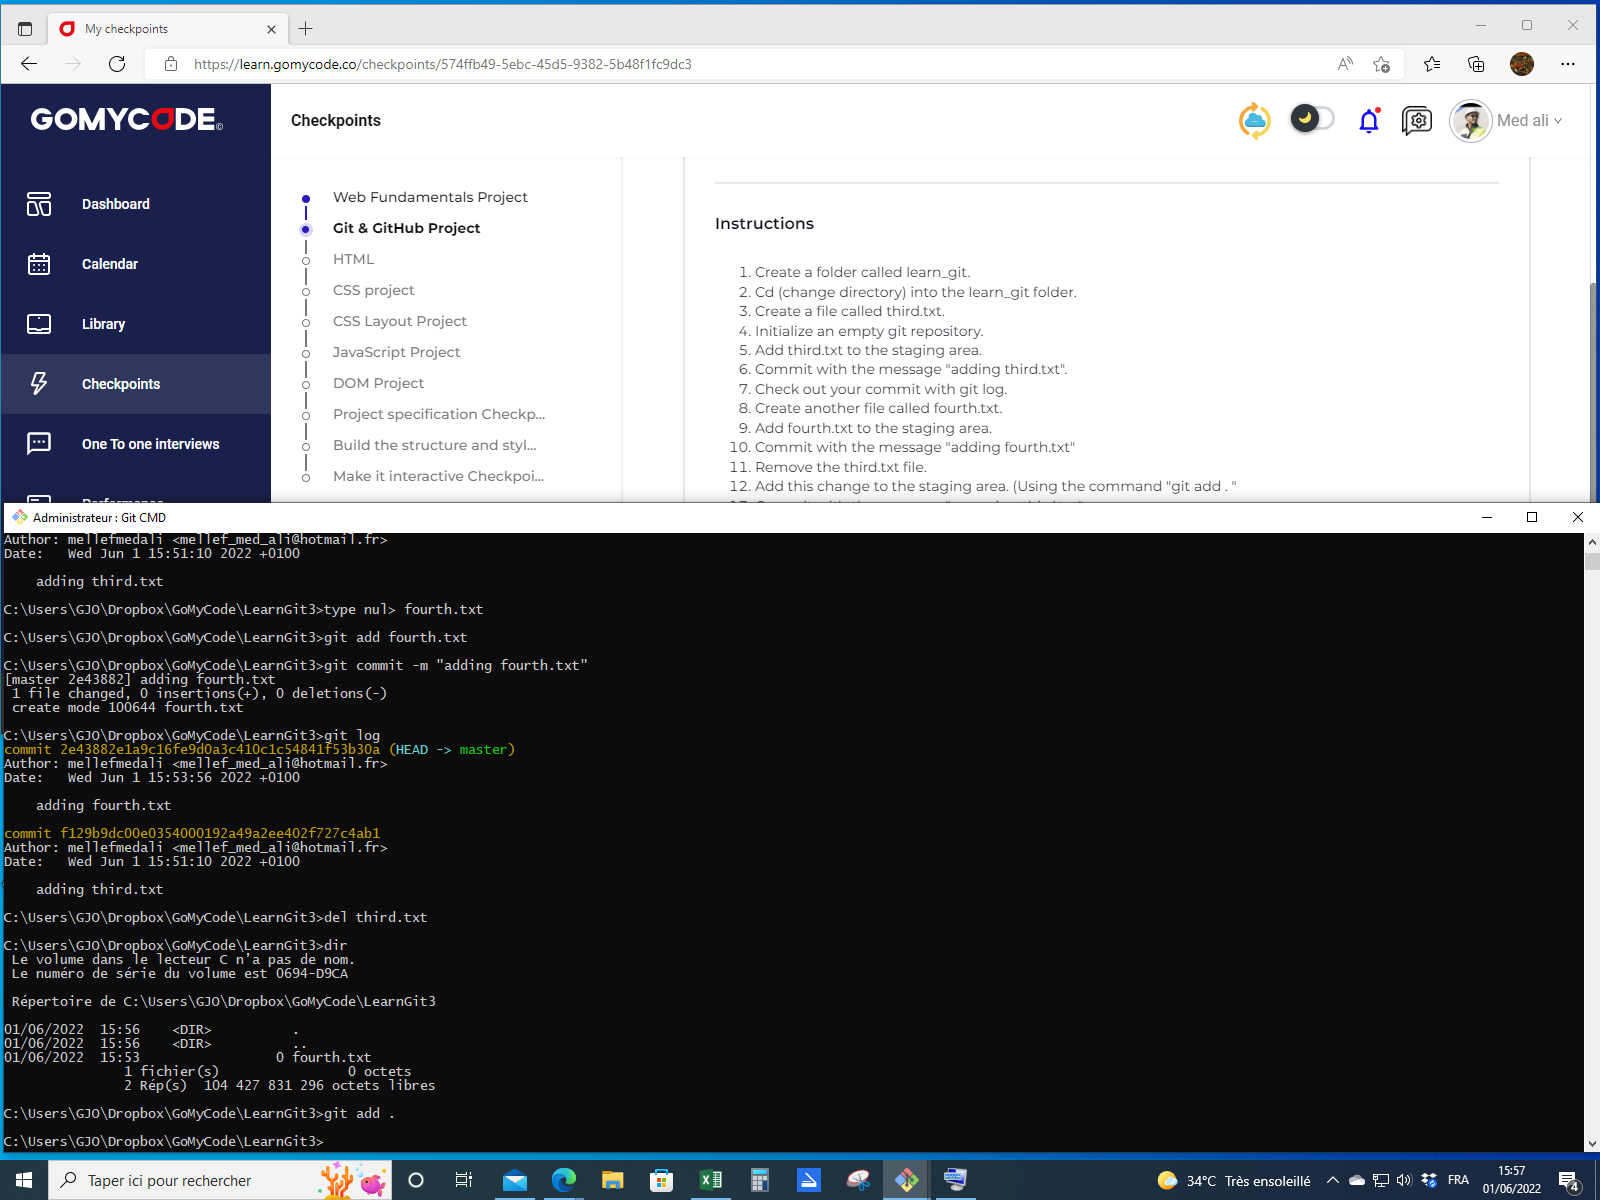 My checkpoints
https://learn.gomycode.co/checkpoints/574ffb49-5ebc-45d5-9382-5b48f1fc9dc3
GOMYCODE
Checkpoints
Med ali
Dashboard
Calendar
Library
Checkpoints
One To one interviews
Performance
Web Fundamentals Project
Git & GitHub Project
HTML
CSS project
CSS Layout Project
JavaScript Project
DOM Project
Project specification Checkp...
Build the structure and styl...
Make it interactive Checkpoi...
Instructions
1. Create a folder called learn_git.
2. Cd (change directory) into the learn_git folder.
3. Create a file called third.txt.
4. Initialize an empty git repository.
5. Add third.txt to the staging area.
6. Commit with the message "adding third.txt".
7. Check out your commit with git log.
8. Create another file called fourth.txt.
9. Add fourth.txt to the staging area.
10. Commit with the message "adding fourth.txt"
11. Remove the third.txt file.
12. Add this change to the staging area. (Using the command "git add . "
Administrateur : Git CMD
Author: mellefmedali <mellef_med_ali@hotmail.fr>
Date:   Wed Jun 1 15:51:10 2022 +0100
adding third.txt
C:\Users\GJO\Dropbox\GoMyCode\LearnGit3>type nul> fourth.txt
C:\Users\GJO\Dropbox\GoMyCode\LearnGit3>git add fourth.txt
C:\Users\GJO\Dropbox\GoMyCode\LearnGit3>git commit -m "adding fourth.txt"
[master 2e43882] adding fourth.txt
1 file changed, 0 insertions(+), 0 deletions(-)
create mode 100644 fourth.txt
C:\Users\GJO\Dropbox\GoMyCode\LearnGit3>git log
commit 2e43882e1a9c16fe9d0a3c410c1c54841f53b30a (HEAD -> master)
Author: mellefmedali <mellef_med_ali@hotmail.fr>
Date:   Wed Jun 1 15:53:56 2022 +0100
adding fourth.txt
commit f129b9dc00e0354000192a49a2ee402f727c4ab1
Author: mellefmedali <mellef_med_ali@hotmail.fr>
Date:   Wed Jun 1 15:51:10 2022 +0100
adding third.txt
C:\Users\GJO\Dropbox\GoMyCode\LearnGit3>del third.txt
C:\Users\GJO\Dropbox\GoMyCode\LearnGit3>dir
Le volume dans le lecteur C n'a pas de nom.
Le numéro de série du volume est 0694-D9CA
Répertoire de C:\Users\GJO\Dropbox\GoMyCode\LearnGit3
01/06/2022  15:56    <DIR>          .
01/06/2022  15:56    <DIR>          ..
01/06/2022  15:53                 0 fourth.txt
1 fichier(s)                0 octets
2 Rép(s)  104 427 831 296 octets libres
C:\Users\GJO\Dropbox\GoMyCode\LearnGit3>git add .
C:\Users\GJO\Dropbox\GoMyCode\LearnGit3>
Taper ici pour rechercher
34°C Très ensoleillé
FRA
15:57
01/06/2022
4